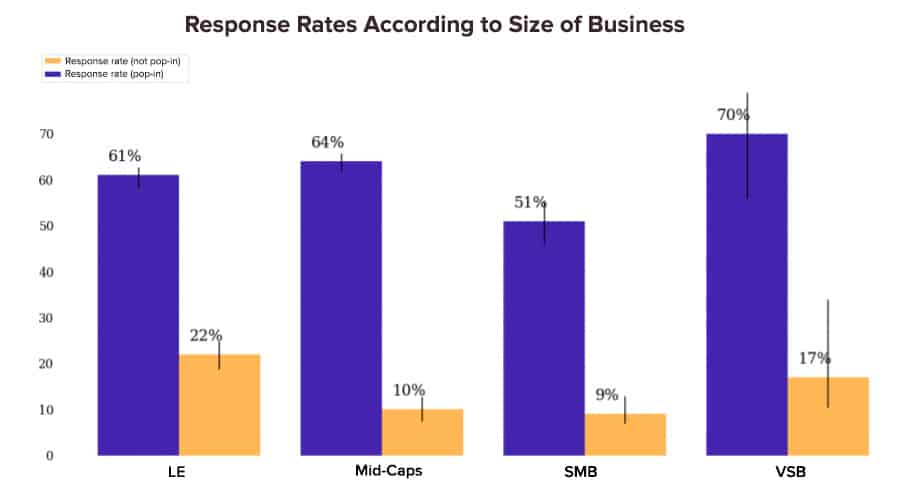 Response Rates According to Size of Business
Response rate (not pop-in)
Response rate (pop-in)
70
60
50
40
30
20
10
0
61%
22%
64%
10%
51%
9%
70%
17%
LE
Mid-Caps
SMB
VSB